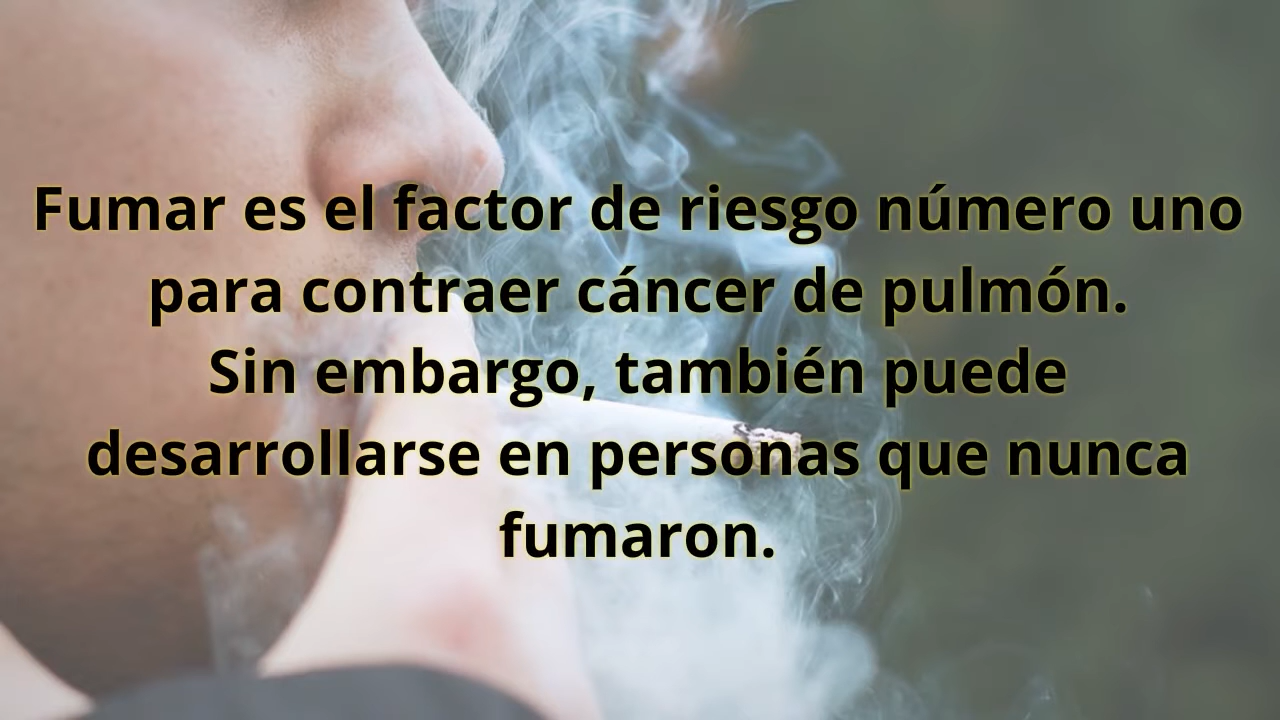 Fumar es el factor de riesgo número uno
para contraer cáncer de pulmón.
Sin embargo, también puede
desarrollarse en personas que nunca
fumaron.